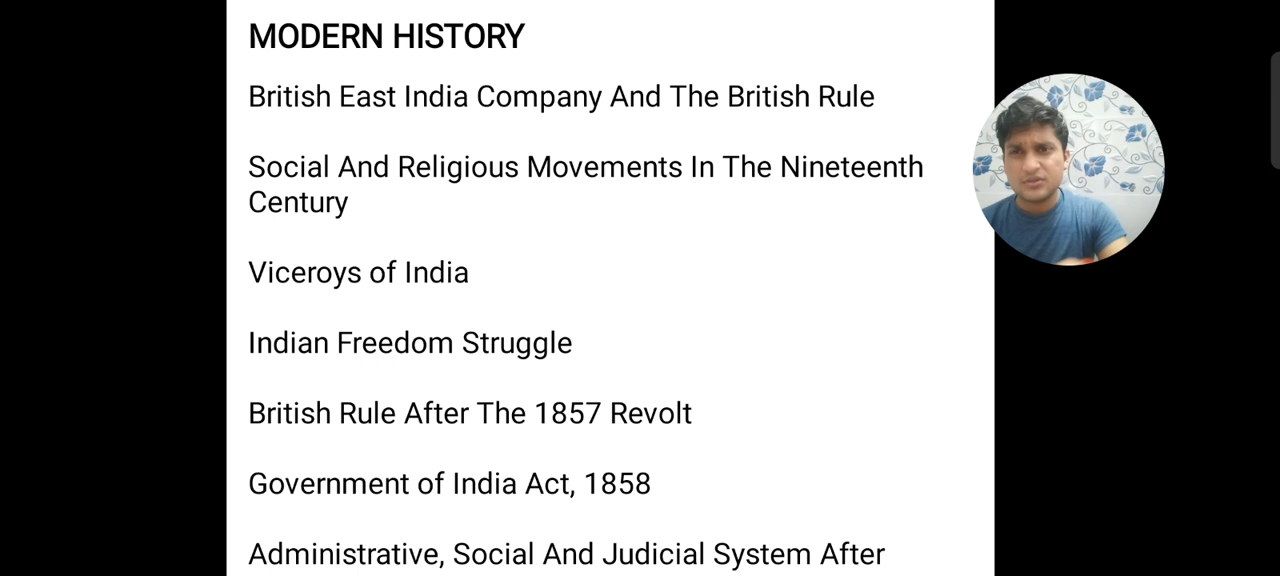 MODERN HISTORY
British East India Company And The British Rule
Social And Religious Movements In The Nineteenth
Century
Viceroys of India
Indian Freedom Struggle
British Rule After The 1857 Revolt
Government of India Act, 1858
Administrative, Social And Judicial System After